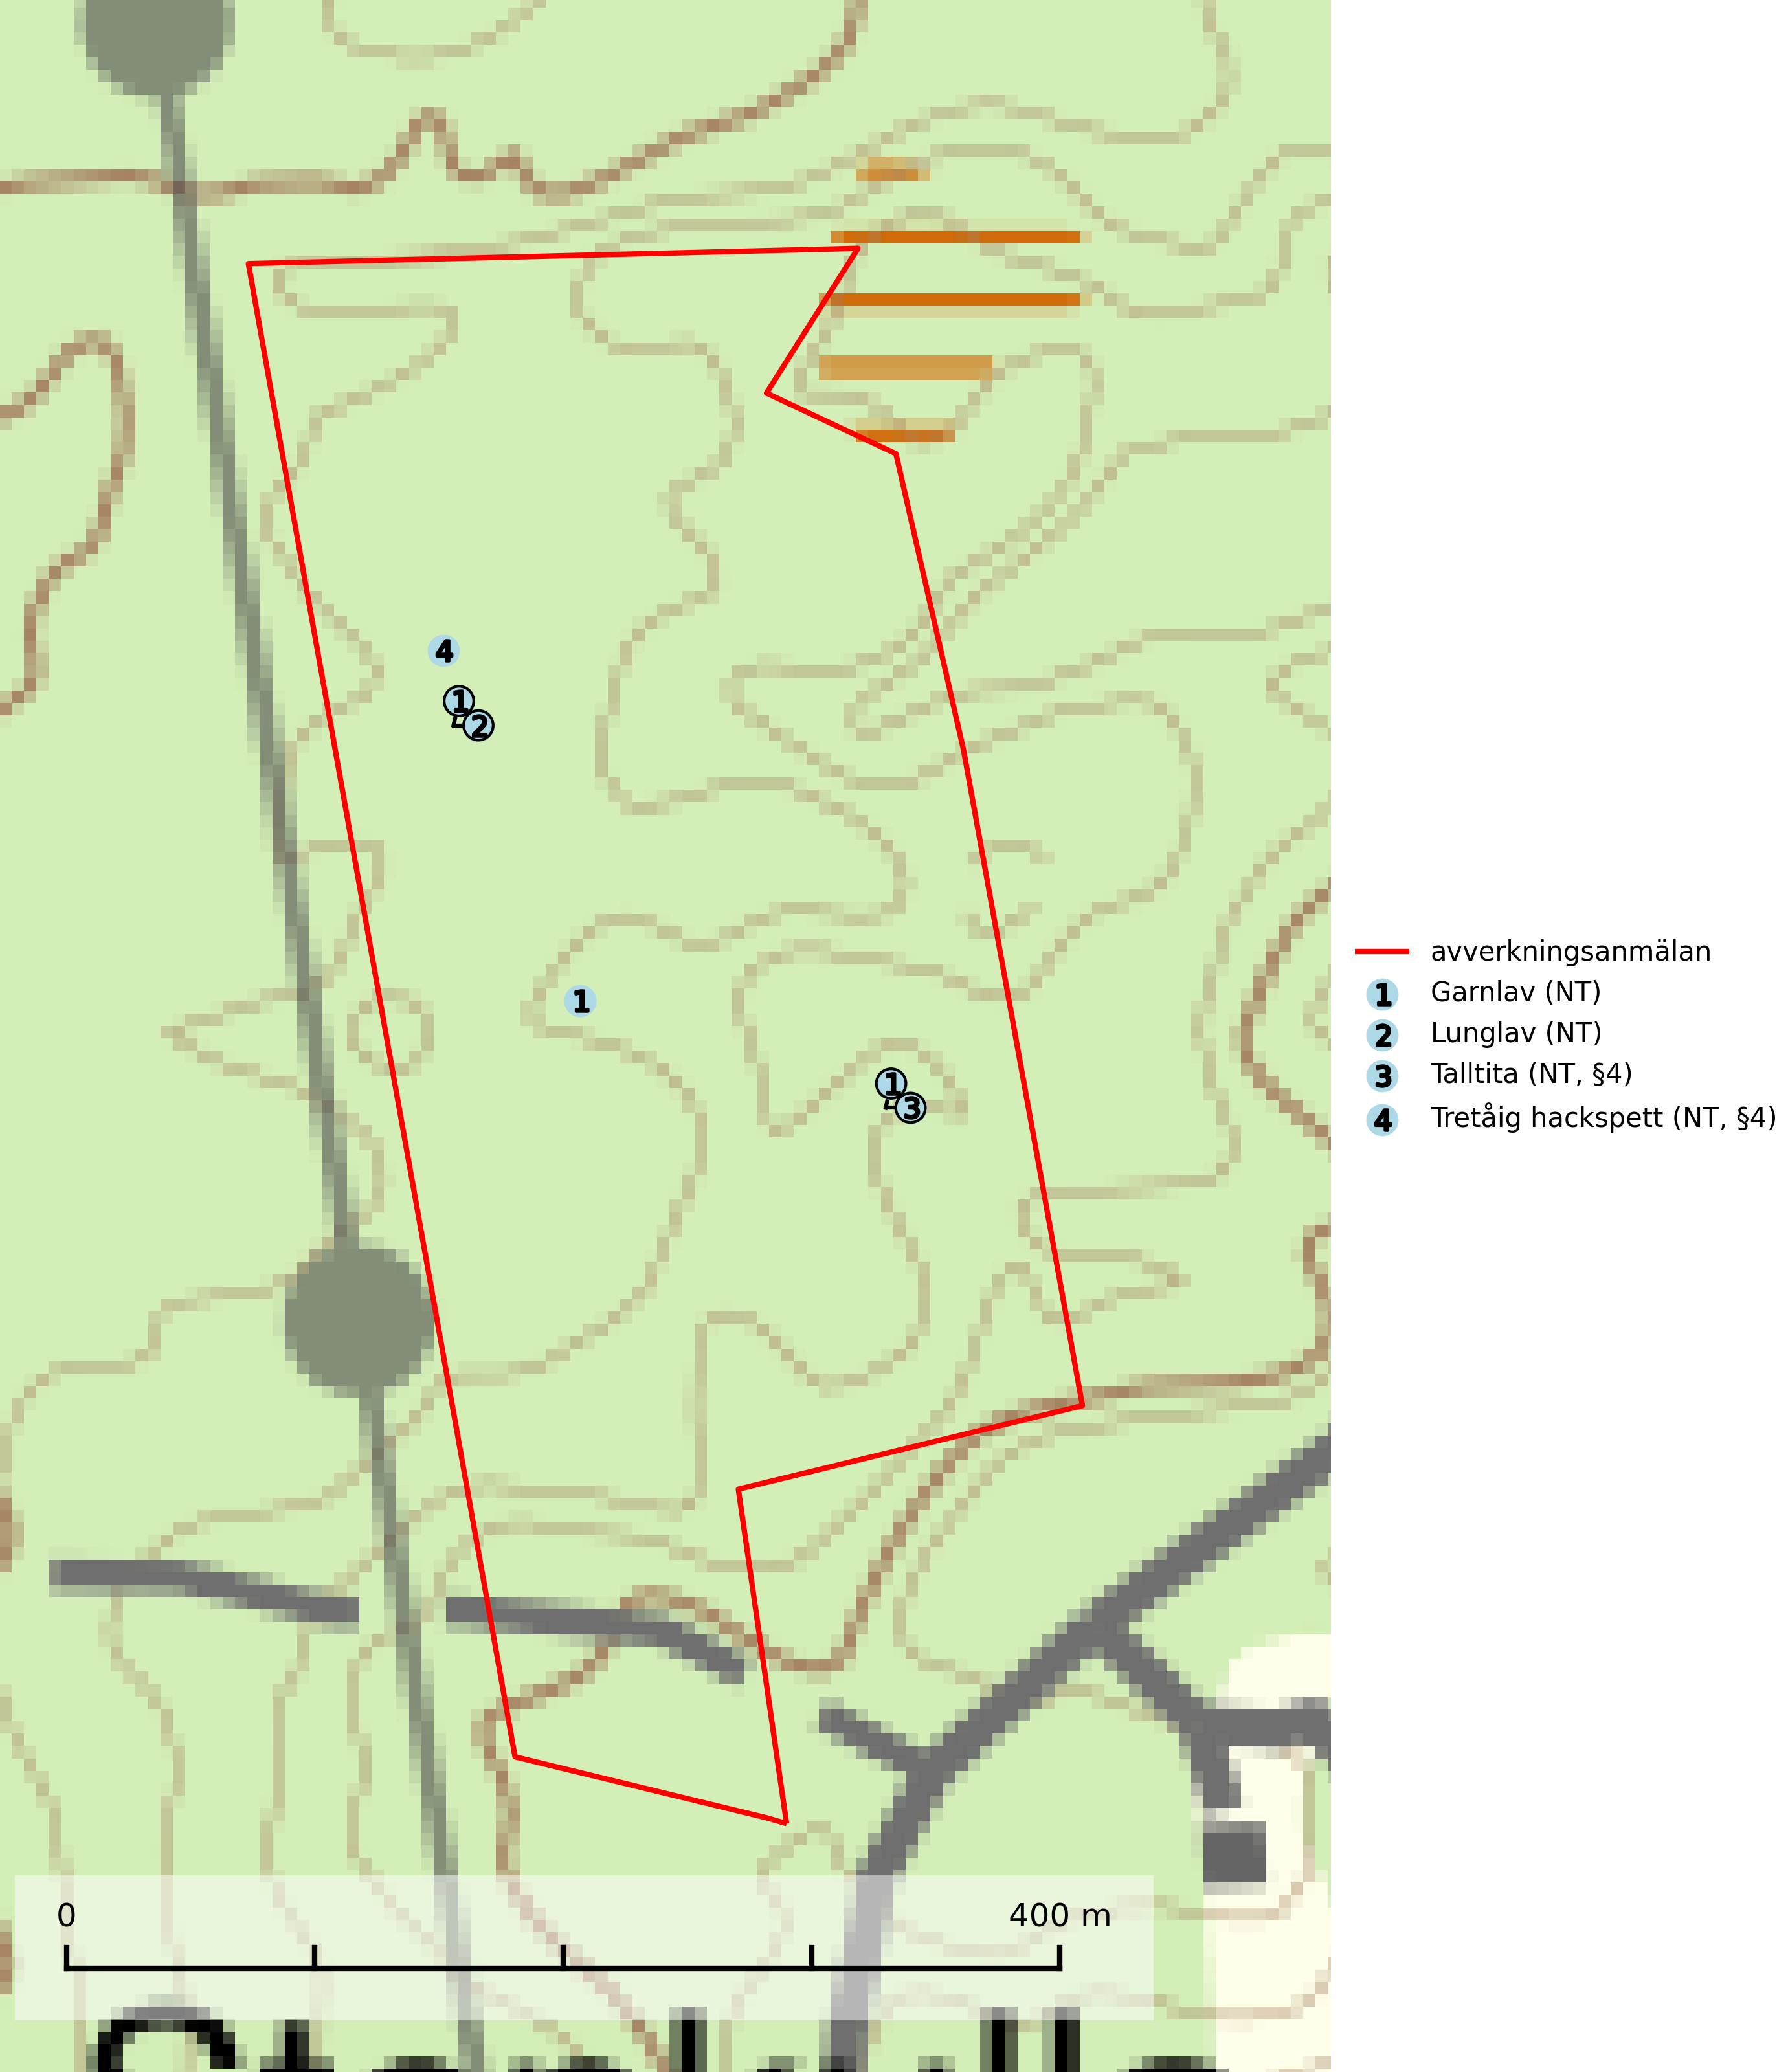 4
1
2
1
1
3
avverkningsanmälan
1 Garnlav (NT)
2 Lunglav (NT)
3 Talltita (NT, §4)
4 Tretåig hackspett (NT, §4)
0 400 m